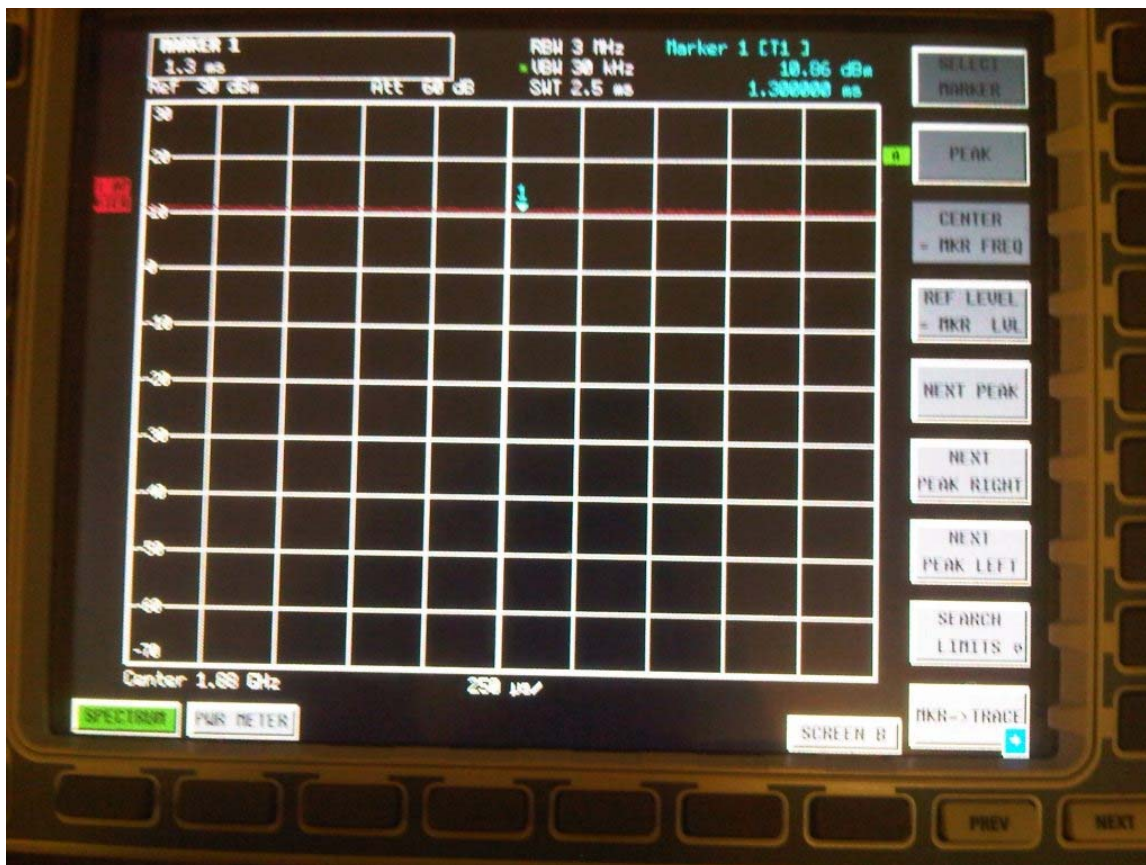 MARKER 1
1.3 ms
Ref 30 dBm
Att 60 dB
RBW 3 MHz
VBW 30 kHz
SWT 2.5 ms
Marker 1 [T1 ]
10.86 dBm
1.300000 ms
30
20
10
0
-10
-20
-30
-40
-50
-60
-70
1
A
Center 1.88 GHz
250 µs/
SELECT
MARKER
PEAK
CENTER
= MKR FREQ
REF LEVEL
= MKR LVL
NEXT PEAK
NEXT
PEAK RIGHT
NEXT
PEAK LEFT
SEARCH
LIMITS
MKR->TRACE
SPECTRUM
PWR METER
SCREEN B
PREV
NEXT